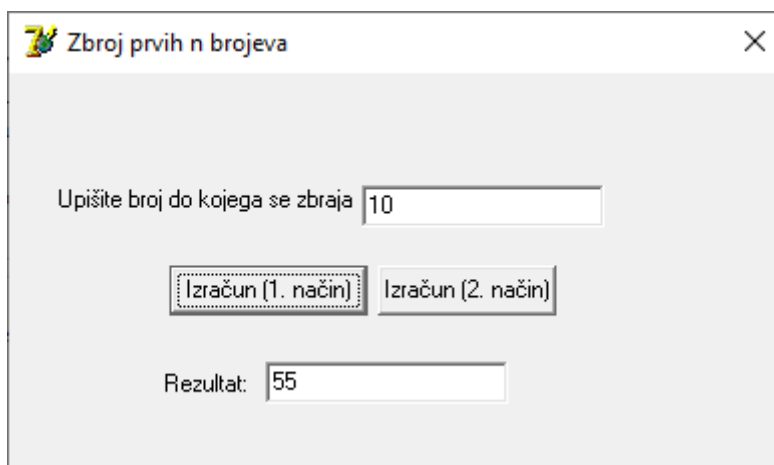 Zbroj prvih n brojeva
Upišite broj do kojega se zbraja 10
Izračun (1. način) Izračun (2. način)
Rezultat: 55